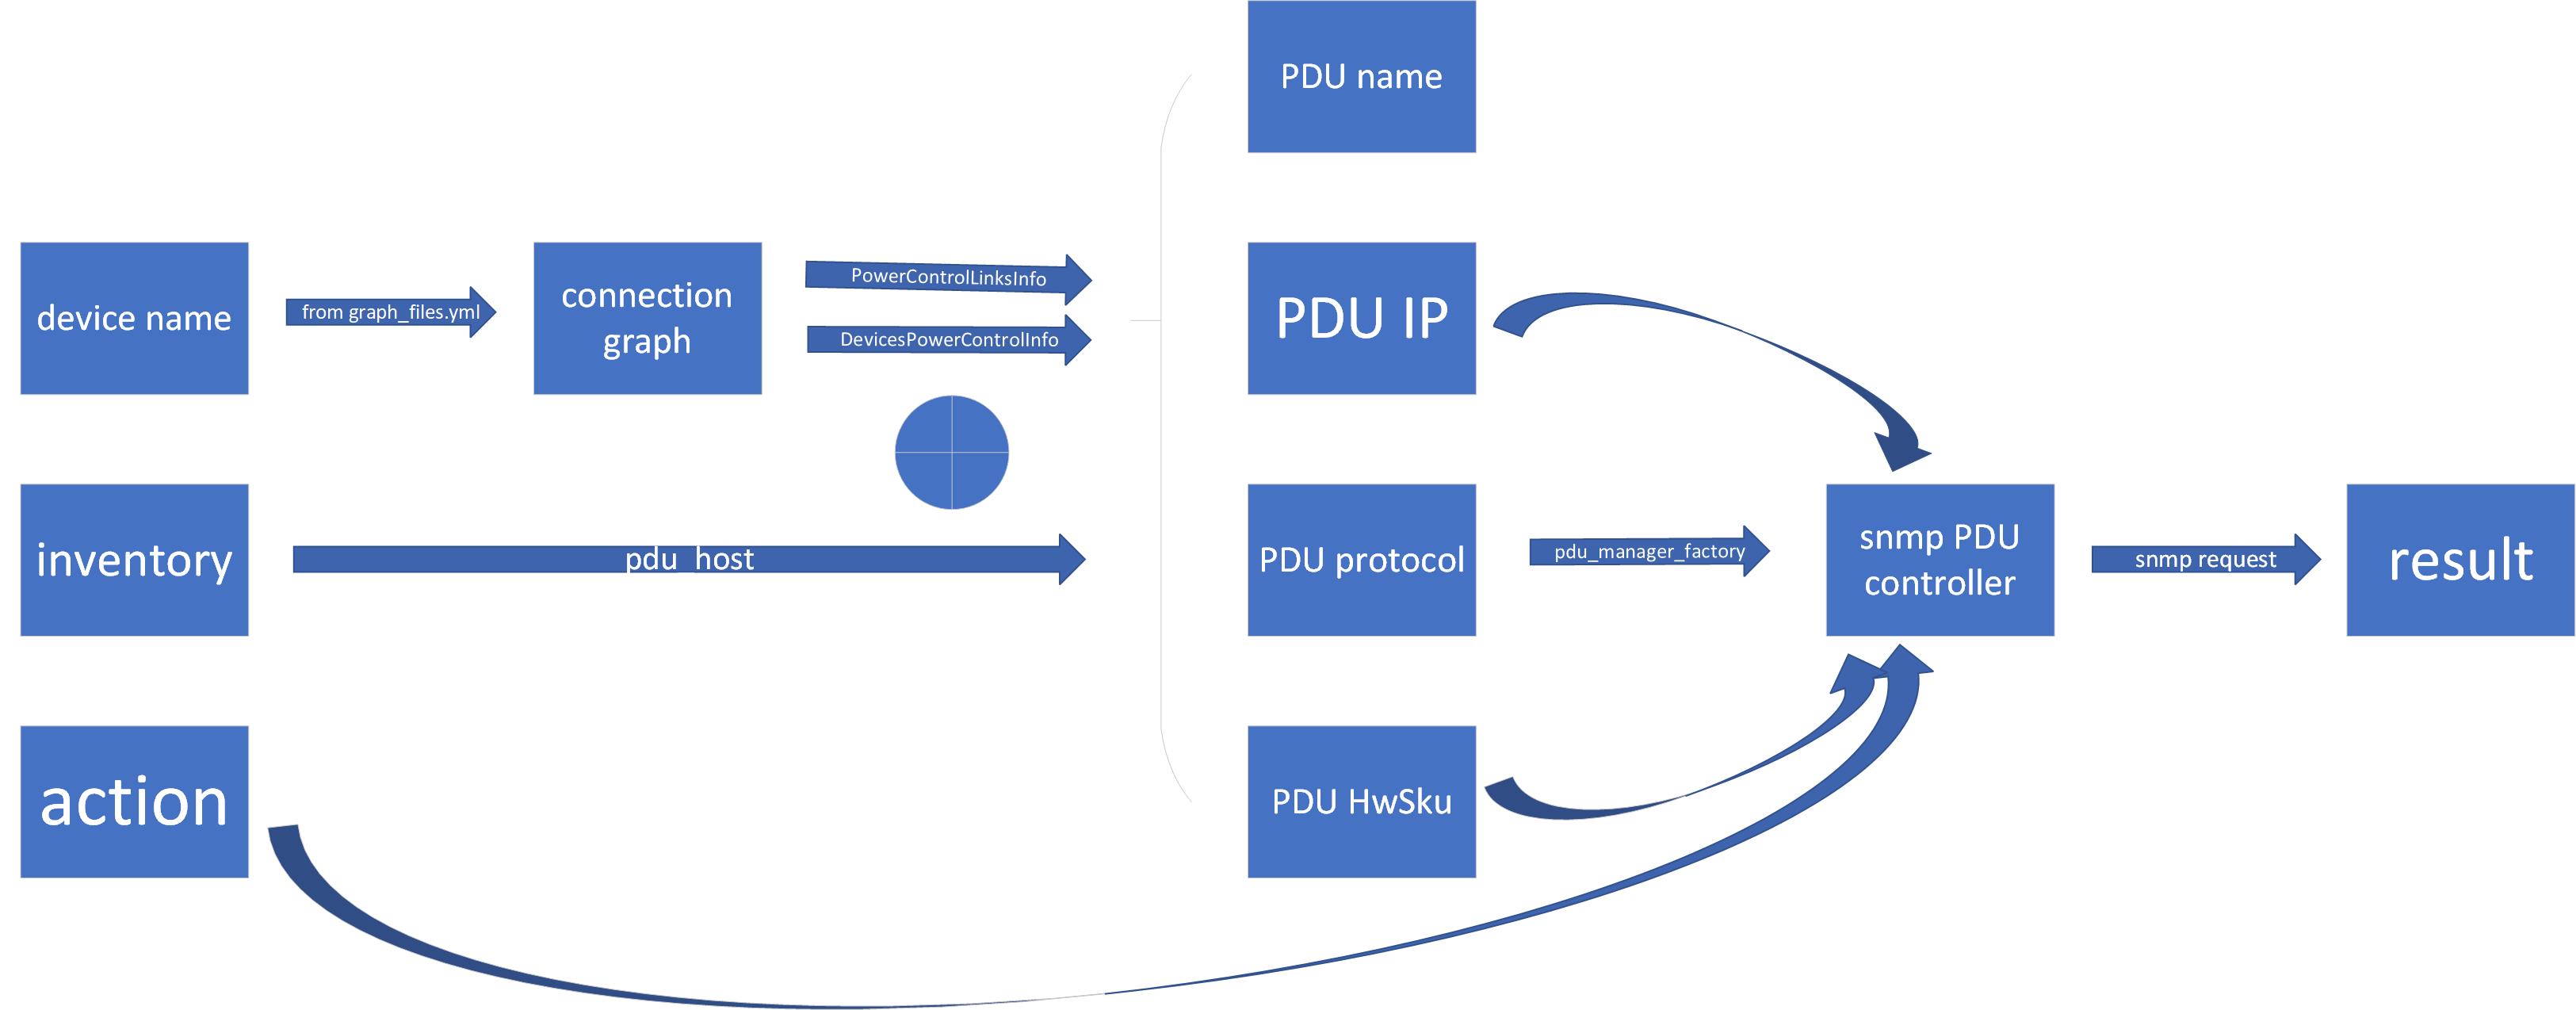 PDU name
device name
from graph_files.yml
connection
graph
PowerControlLinksInfo
DevicesPowerControlInfo
PDU IP
inventory
pdu_host
PDU protocol
pdu_manager_factory
snmp PDU
controller
snmp request
result
action
PDU HwSku